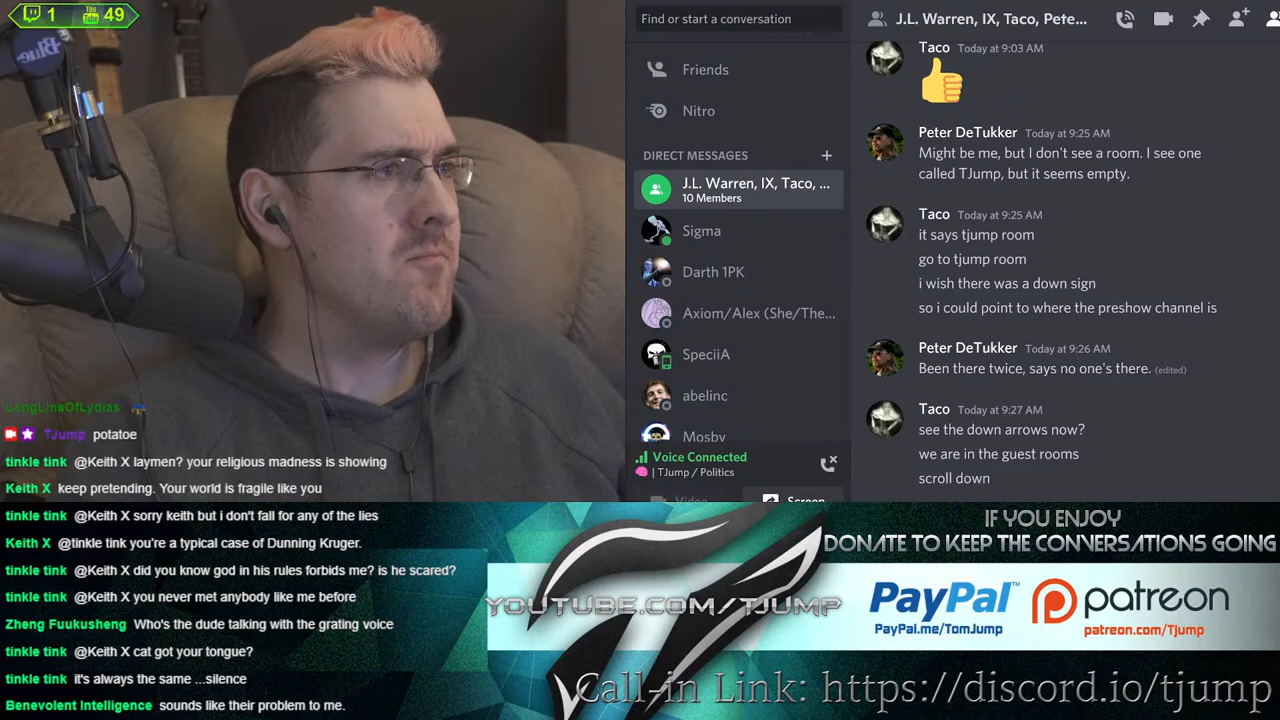 1
You Tube 49
Blue
LongLineOfLydias
TJump potatoe
tinkle tink @Keith X laymen? your religious madness is showing
Keith X keep pretending. Your world is fragile like you
tinkle tink @Keith X sorry keith but i don't fall for any of the lies
Keith X @tinkle tink you're a typical case of Dunning Kruger.
tinkle tink @Keith X did you know god in his rules forbids me? is he scared?
tinkle tink @Keith X you never met anybody like me before
Zheng Fuukusheng Who's the dude talking with the grating voice
tinkle tink @Keith X cat got your tongue?
tinkle tink it's always the same ...silence
Benevolent Intelligence sounds like their problem to me.
Find or start a conversation
Friends
Nitro
DIRECT MESSAGES +
J.L. Warren, IX, Taco, ...
10 Members
Sigma
Darth 1PK
Axiom/Alex (She/The...
SpeciiA
abelinc
Mosby
Voice Connected
| TJump / Politics
Video
Screen
J.L. Warren, IX, Taco, Pete...
Taco Today at 9:03 AM
Peter DeTukker Today at 9:25 AM
Might be me, but I don't see a room. I see one
called TJump, but it seems empty.
Taco Today at 9:25 AM
it says tjump room
go to tjump room
i wish there was a down sign
so i could point to where the preshow channel is
Peter DeTukker Today at 9:26 AM
Been there twice, says no one's there. (edited)
Taco Today at 9:27 AM
see the down arrows now?
we are in the guest rooms
scroll down
IF YOU ENJOY
DONATE TO KEEP THE CONVERSATIONS GOING
YOUTUBE.COM/TJUMP
PayPal™
PayPal.me/TomJump
patreon
patreon.com/Tjump
Call-in Link: https://discord.io/tjump